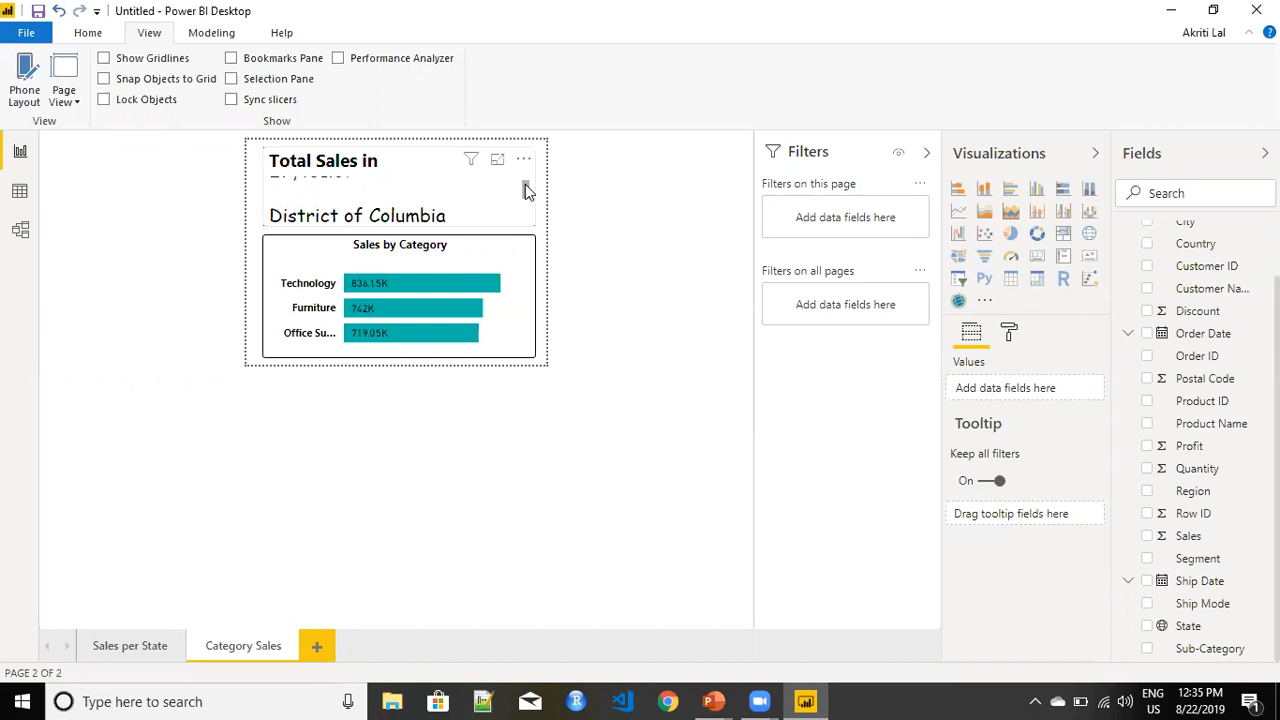 Untitled - Power BI Desktop
File
Home
View
Modeling
Help
Akriti Lal
Phone Layout
Page View
View
Show Gridlines
Snap Objects to Grid
Lock Objects
Bookmarks Pane
Selection Pane
Sync slicers
Performance Analyzer
Show
Total Sales in
District of Columbia
Sales by Category
Technology 836.15K
Furniture 742K
Office Su... 719.05K
Filters
Filters on this page
Add data fields here
Filters on all pages
Add data fields here
Visualizations
Py
R
Values
Add data fields here
Tooltip
Keep all filters
On
Drag tooltip fields here
Fields
Search
City
Country
Customer ID
Customer Na...
Discount
Order Date
Order ID
Postal Code
Product ID
Product Name
Profit
Quantity
Region
Row ID
Sales
Segment
Ship Date
Ship Mode
State
Sub-Category
Sales per State
Category Sales
PAGE 2 OF 2
Type here to search
ENG
US
12:35 PM
8/22/2019